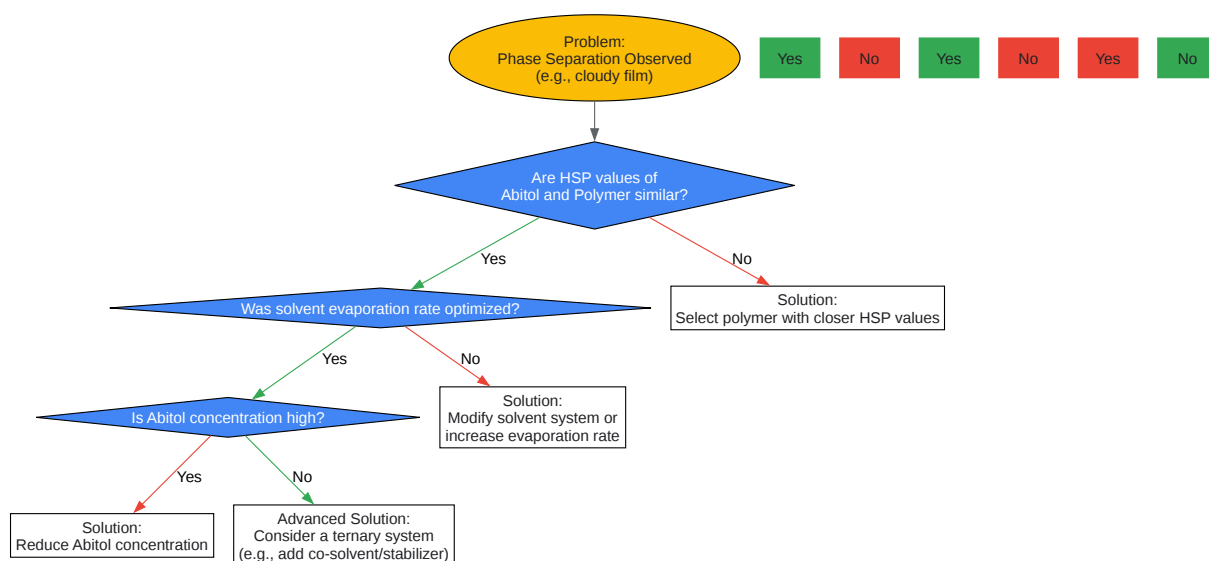 Problem:
Phase Separation Observed
(e.g., cloudy film)
Yes
No
Yes
No
Yes
No
Are HSP values of
Abitol and Polymer similar?
Yes
No
Was solvent evaporation rate optimized?
Solution:
Select polymer with closer HSP values
Yes
No
Is Abitol concentration high?
Solution:
Modify solvent system or
increase evaporation rate
Yes
No
Solution:
Reduce Abitol concentration
Advanced Solution:
Consider a ternary system
(e.g., add co-solvent/stabilizer)